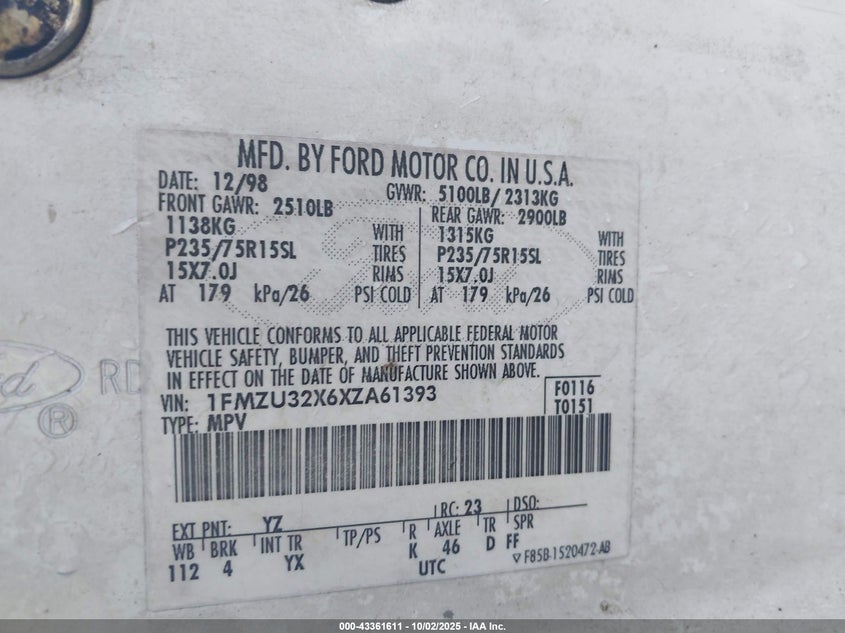 MFD. BY FORD MOTOR CO. IN U.S.A.
DATE: 12/98 GVWR: 5100LB/ 2313KG
FRONT GAWR: 2510LB REAR GAWR: 2900LB
1138KG WITH 1315KG WITH
P235/75R15SL TIRES P235/75R15SL TIRES
15X7.0J RIMS 15X7.0J RIMS
AT 179 kPa/26 PSI COLD AT 179 kPa/26 PSI COLD
THIS VEHICLE CONFORMS TO ALL APPLICABLE FEDERAL MOTOR
VEHICLE SAFETY, BUMPER, AND THEFT PREVENTION STANDARDS
IN EFFECT ON THE DATE OF MANUFACTURE SHOWN ABOVE.
VIN: 1FMZU32X6XZA61393 F0116
TYPE: MPV T0151
RC: 23 DSO:
EXT PNT: YZ
WB BRK INT TR TP/PS R AXLE TR SPR
112 4 YX K 46 D FF
UTC
F85B-1520472-AB
Ford ®
RD
000-43361611 - 10/02/2025 - IAA Inc.